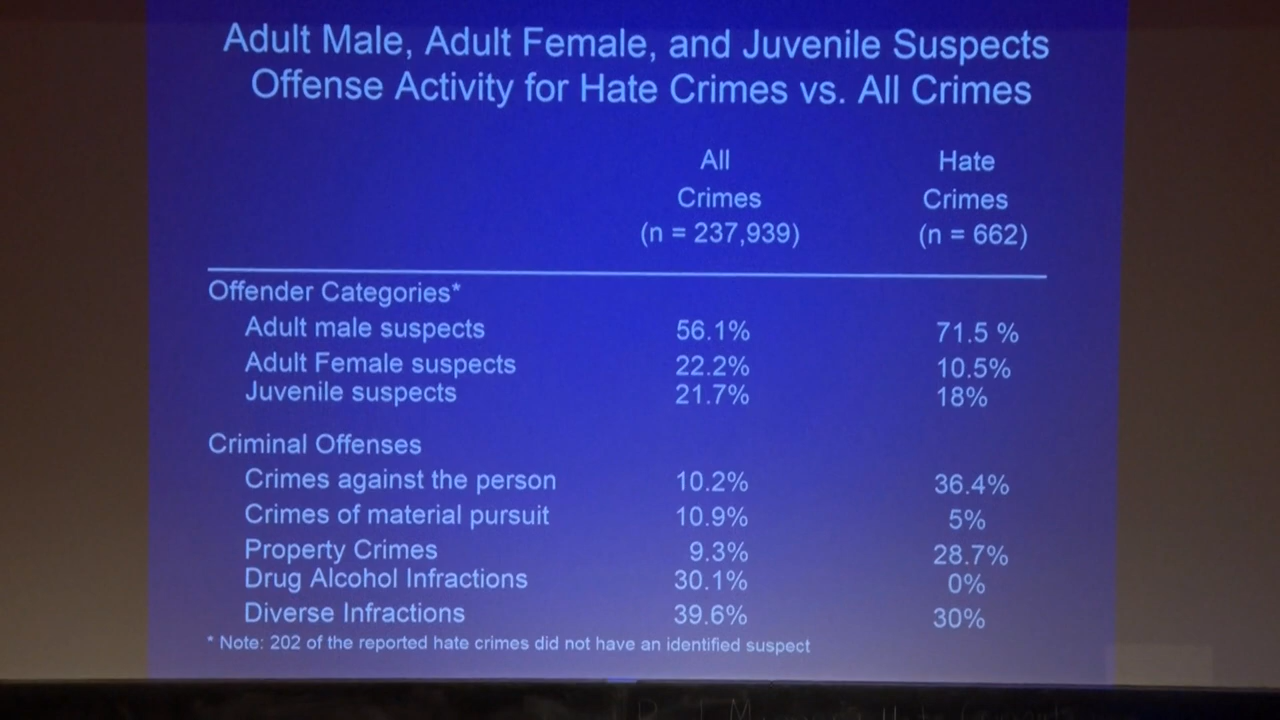 Adult Male, Adult Female, and Juvenile Suspects
Offense Activity for Hate Crimes vs. All Crimes
All Hate
Crimes Crimes
(n = 237,939) (n = 662)
Offender Categories*
Adult male suspects 56.1% 71.5 %
Adult Female suspects 22.2% 10.5%
Juvenile suspects 21.7% 18%
Criminal Offenses
Crimes against the person 10.2% 36.4%
Crimes of material pursuit 10.9% 5%
Property Crimes 9.3% 28.7%
Drug Alcohol Infractions 30.1% 0%
Diverse Infractions 39.6% 30%
* Note: 202 of the reported hate crimes did not have an identified suspect